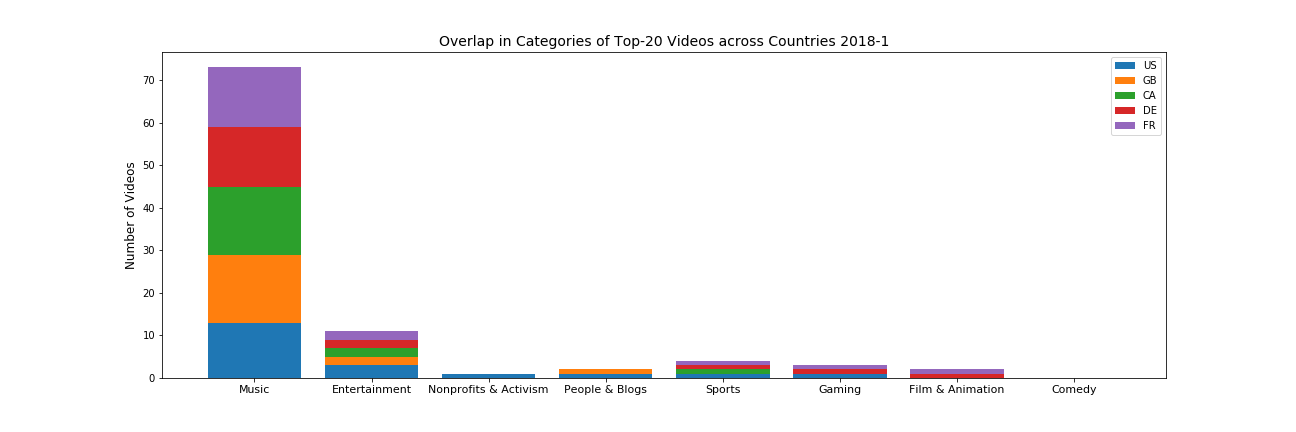 Overlap in Categories of Top-20 Videos across Countries 2018-1
US
GB
CA
DE
FR
Number of Videos
70
60
50
40
30
20
10
0
Music Entertainment Nonprofits & Activism People & Blogs Sports Gaming Film & Animation Comedy